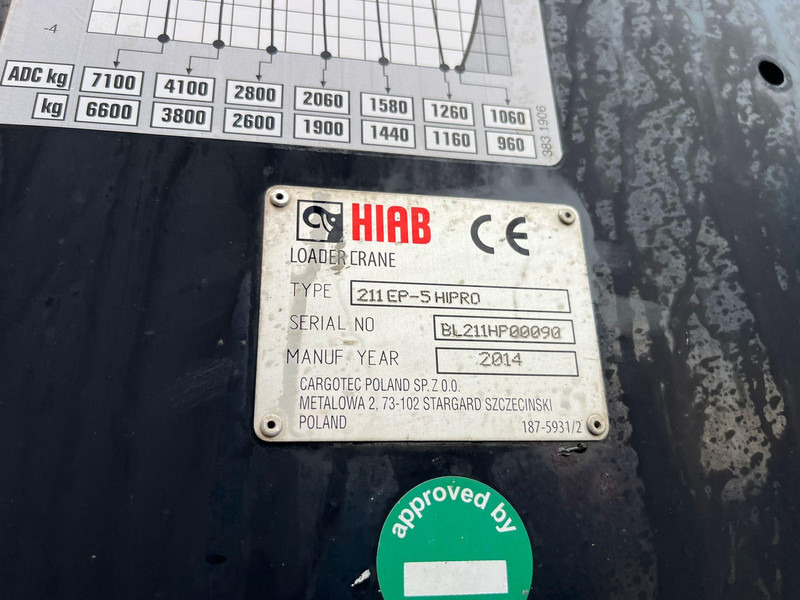 -4
ADC kg 7100 4100 2800 2060 1580 1260 1060
kg 6600 3800 2600 1900 1440 1160 960
383 1906
HIAB CE
LOADER CRANE
TYPE 211 EP-5 HIPRO
SERIAL NO BL211HP00090
MANUF YEAR 2014
CARGOTEC POLAND SP. Z O.O.
METALOWA 2, 73-102 STARGARD SZCZECIŃSKI
POLAND 187-5931/2
approved by